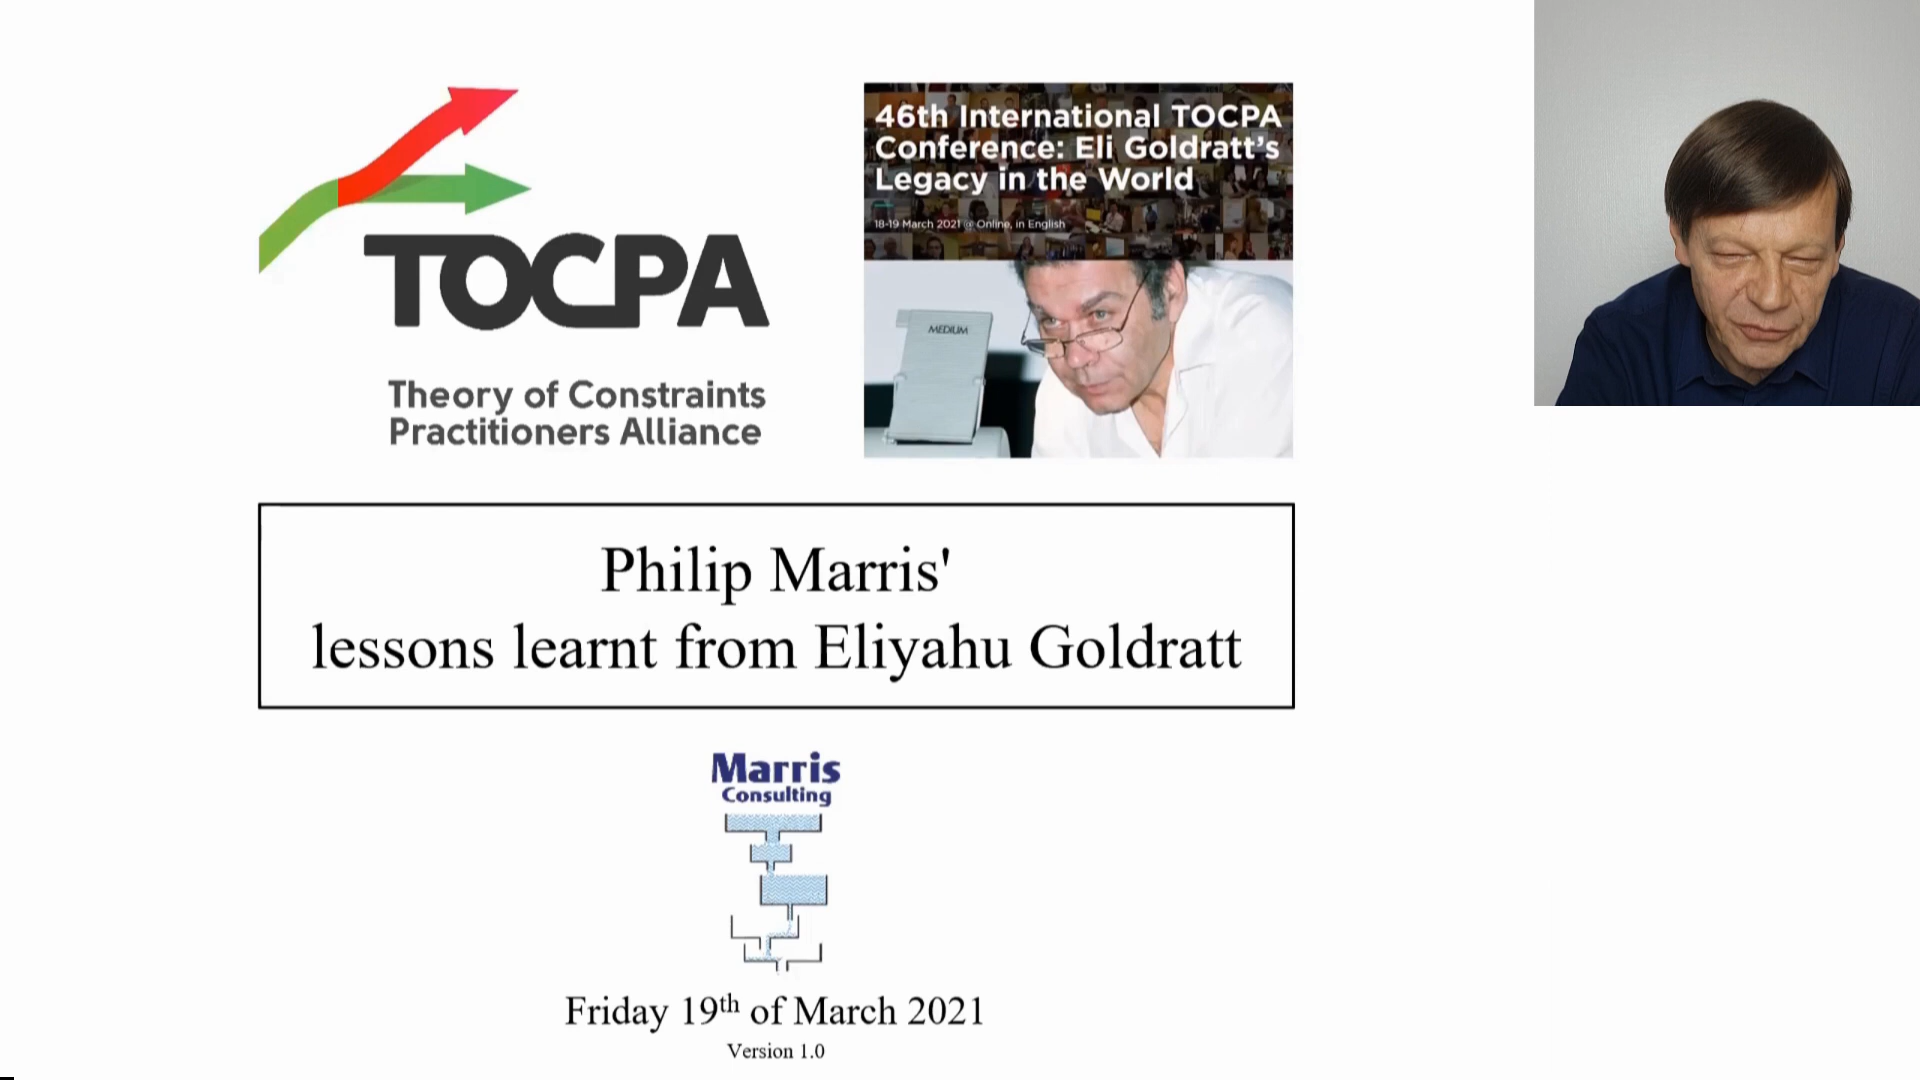 TOCPA
Theory of Constraints
Practitioners Alliance
46th International TOCPA
Conference: Eli Goldratt's
Legacy in the World
18-19 March 2021 @ Online, in English
MEDIUM
Philip Marris'
lessons learnt from Eliyahu Goldratt
Marris
Consulting
Friday 19th of March 2021
Version 1.0